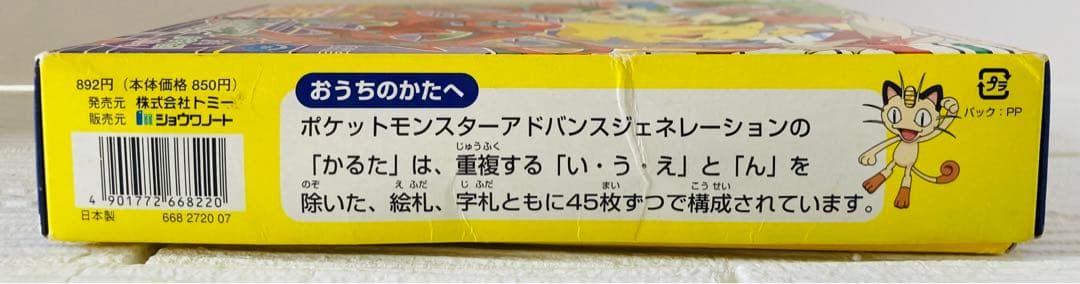 892円（本体価格 850円）
発売元 株式会社トミー
販売元 ショウワノート
4 901772 668220
日本製 668 2720 07
おうちのかたへ
ポケットモンスターアドバンスジェネレーションの
じゅうふく
「かるた」は、重複する「い・う・え」と「ん」を
のぞ えふだ じふだ まい こうせい
除いた、絵札、字札ともに45枚ずつで構成されています。
プラ
パック：PP